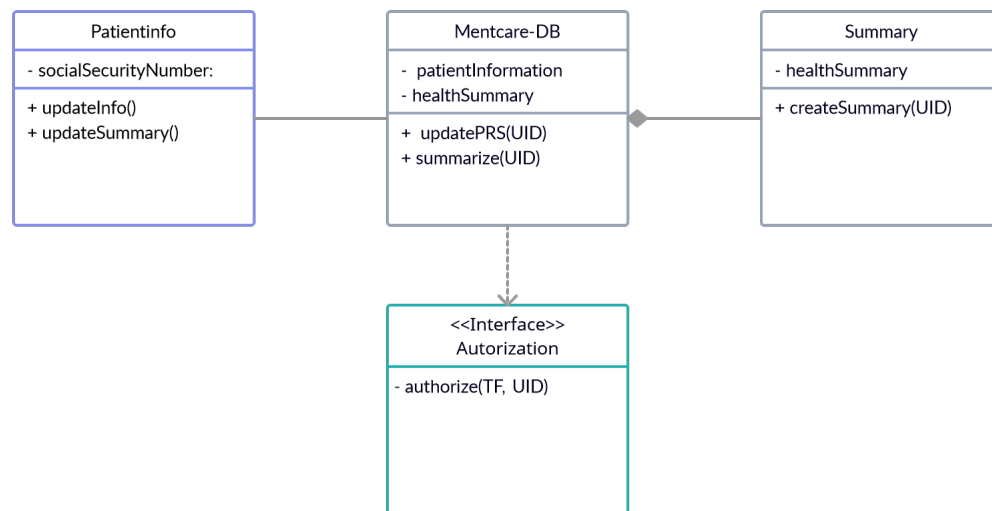 Patientinfo
- socialSecurityNumber:
+ updateInfo()
+ updateSummary()
Mentcare-DB
- patientInformation
- healthSummary
+ updatePRS(UID)
+ summarize(UID)
Summary
- healthSummary
+ createSummary(UID)
<<Interface>>
Autorization
- authorize(TF, UID)